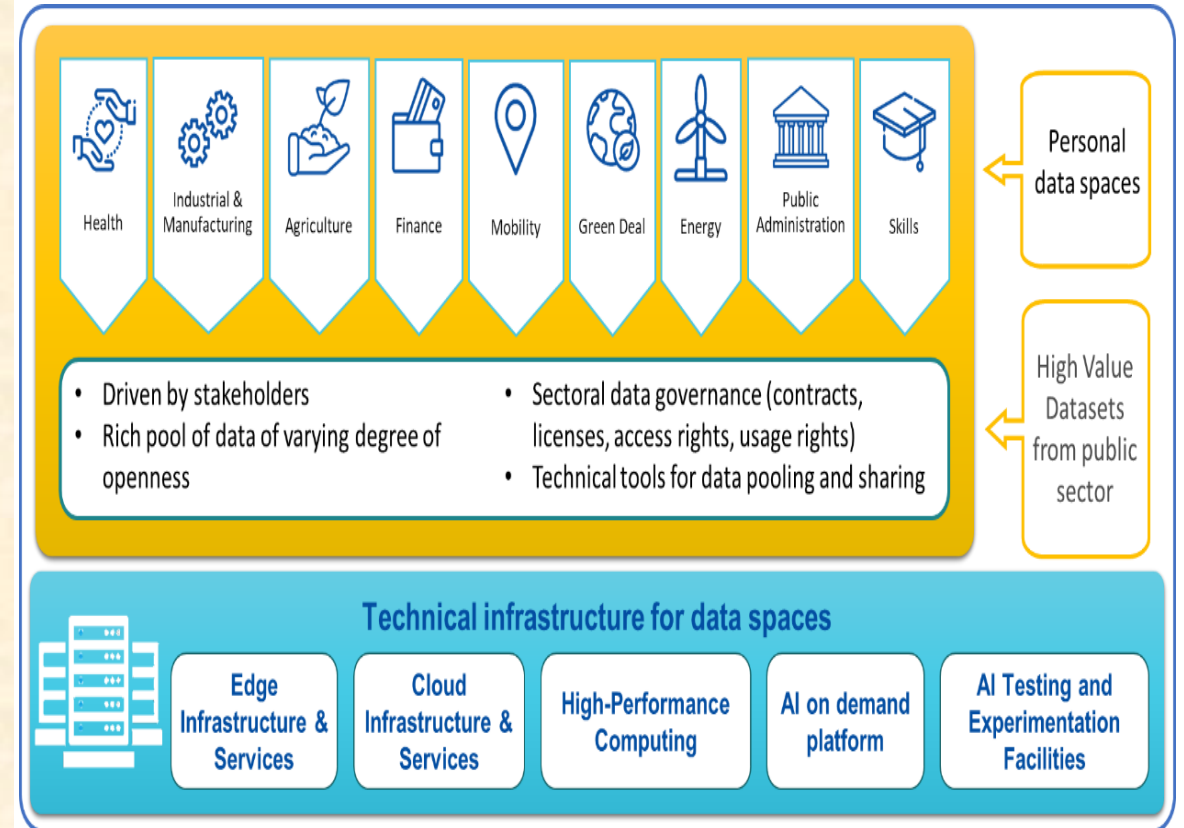 Health
Industrial &
Manufacturing
Agriculture
Finance
Mobility
Green Deal
Energy
Public
Administration
Skills
Personal
data spaces
• Driven by stakeholders
• Rich pool of data of varying degree of
openness
• Sectoral data governance (contracts,
licenses, access rights, usage rights)
• Technical tools for data pooling and sharing
High Value
Datasets
from public
sector
Technical infrastructure for data spaces
Edge
Infrastructure &
Services
Cloud
Infrastructure &
Services
High-Performance
Computing
AI on demand
platform
AI Testing and
Experimentation
Facilities